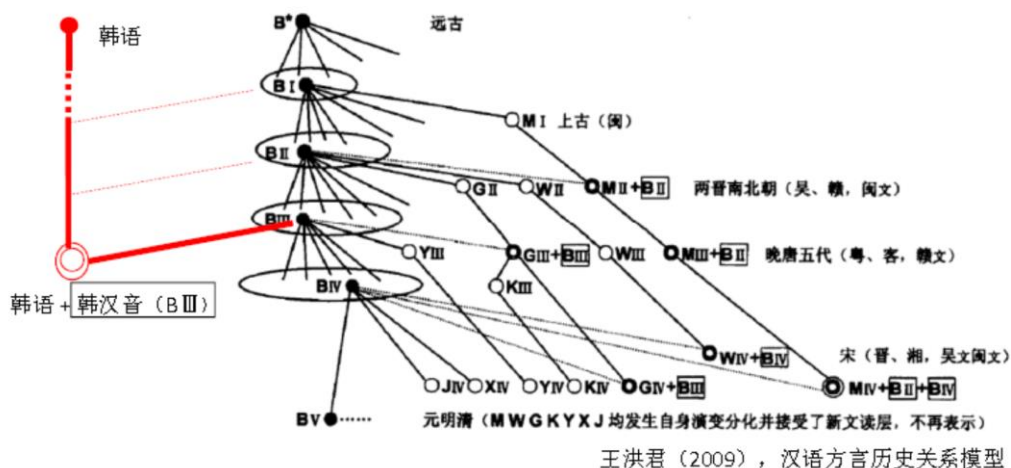 韩语
B* 远古
BⅠ
MⅠ 上古（闽）
BⅡ
GⅡ WⅡ MⅡ+BⅡ 两晋南北朝（吴、赣，闽文）
BⅢ
YⅢ GⅢ+BⅢ WⅢ MⅢ+BⅡ 晚唐五代（粤、客，赣文）
KⅢ
BⅣ
韩语+韩汉音（BⅢ）
WⅣ+BⅣ 宋（晋、湘，吴文闽文）
JⅣ XⅣ YⅣ KⅣ GⅣ+BⅢ MⅣ+BⅡ+BⅣ
BⅤ…… 元明清（MWGKYXJ均发生自身演变分化并接受了新文读层，不再表示）
王洪君（2009），汉语方言历史关系模型